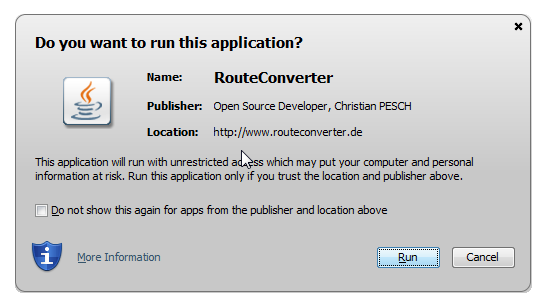 Do you want to run this application?
Name: RouteConverter
Publisher: Open Source Developer, Christian PESCH
Location: http://www.routeconverter.de
This application will run with unrestricted access which may put your computer and personal
information at risk. Run this application only if you trust the location and publisher above.
Do not show this again for apps from the publisher and location above
More Information
Run Cancel